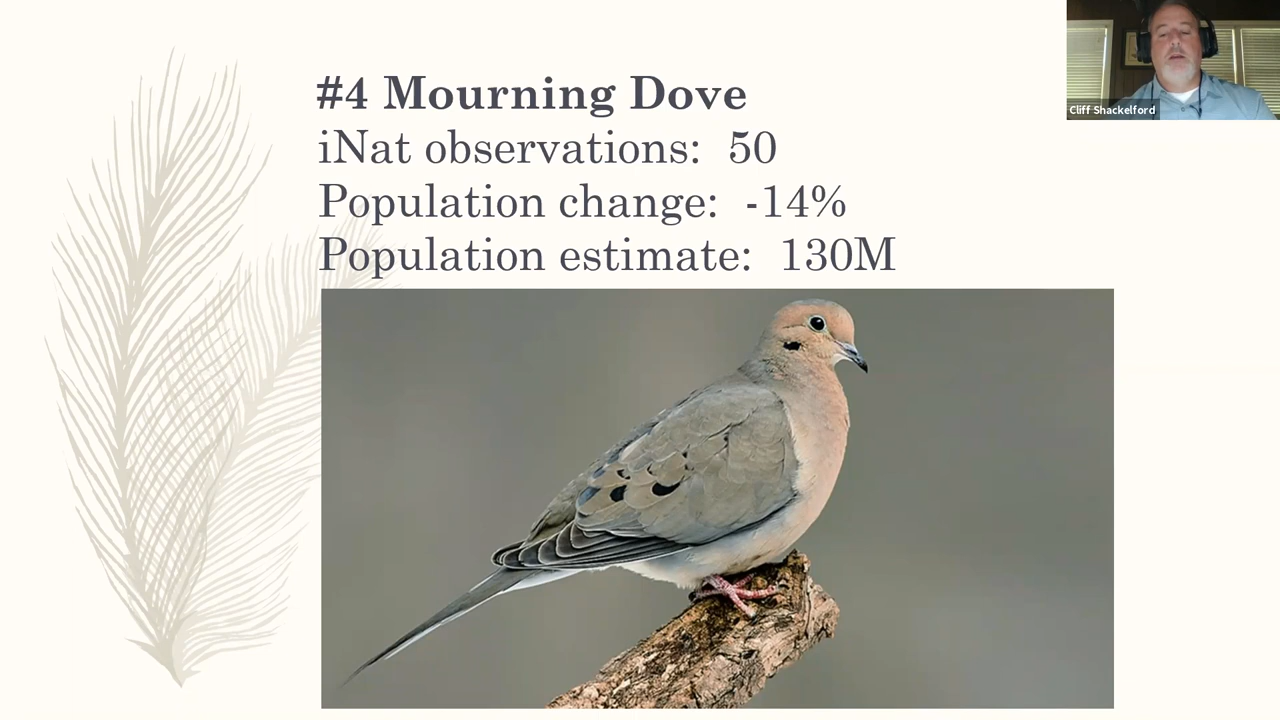 #4 Mourning Dove
iNat observations: 50
Population change: -14%
Population estimate: 130M
Cliff Shackelford